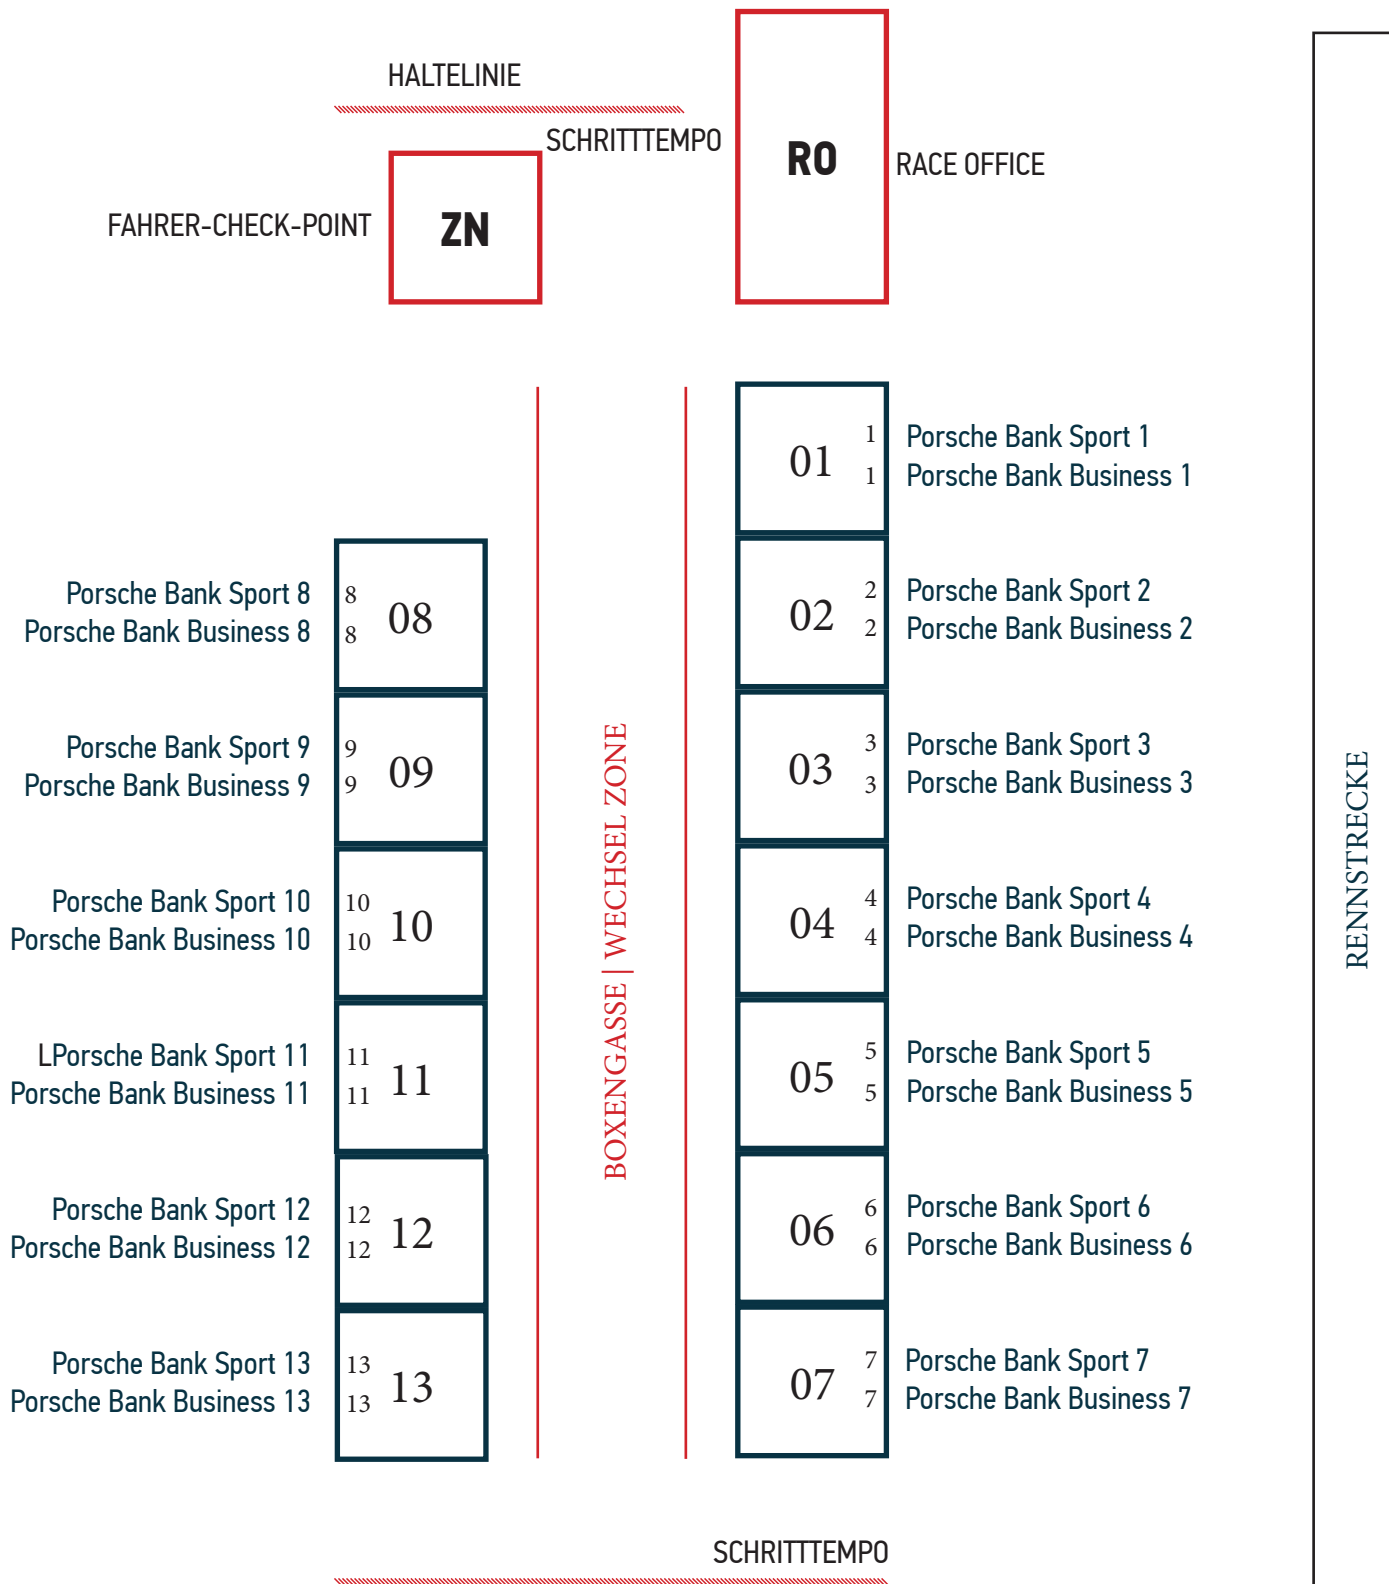 HALTELINIE
SCHRITTTEMPO
RO
RACE OFFICE
FAHRER-CHECK-POINT
ZN
01
1
1
Porsche Bank Sport 1
Porsche Bank Business 1
02
2
2
Porsche Bank Sport 2
Porsche Bank Business 2
03
3
3
Porsche Bank Sport 3
Porsche Bank Business 3
04
4
4
Porsche Bank Sport 4
Porsche Bank Business 4
05
5
5
Porsche Bank Sport 5
Porsche Bank Business 5
06
6
6
Porsche Bank Sport 6
Porsche Bank Business 6
07
7
7
Porsche Bank Sport 7
Porsche Bank Business 7
Porsche Bank Sport 8
Porsche Bank Business 8
8
8
08
Porsche Bank Sport 9
Porsche Bank Business 9
9
9
09
Porsche Bank Sport 10
Porsche Bank Business 10
10
10
10
LPorsche Bank Sport 11
Porsche Bank Business 11
11
11
11
Porsche Bank Sport 12
Porsche Bank Business 12
12
12
12
Porsche Bank Sport 13
Porsche Bank Business 13
13
13
13
BOXENGASSE | WECHSEL ZONE
RENNSTRECKE
SCHRITTTEMPO